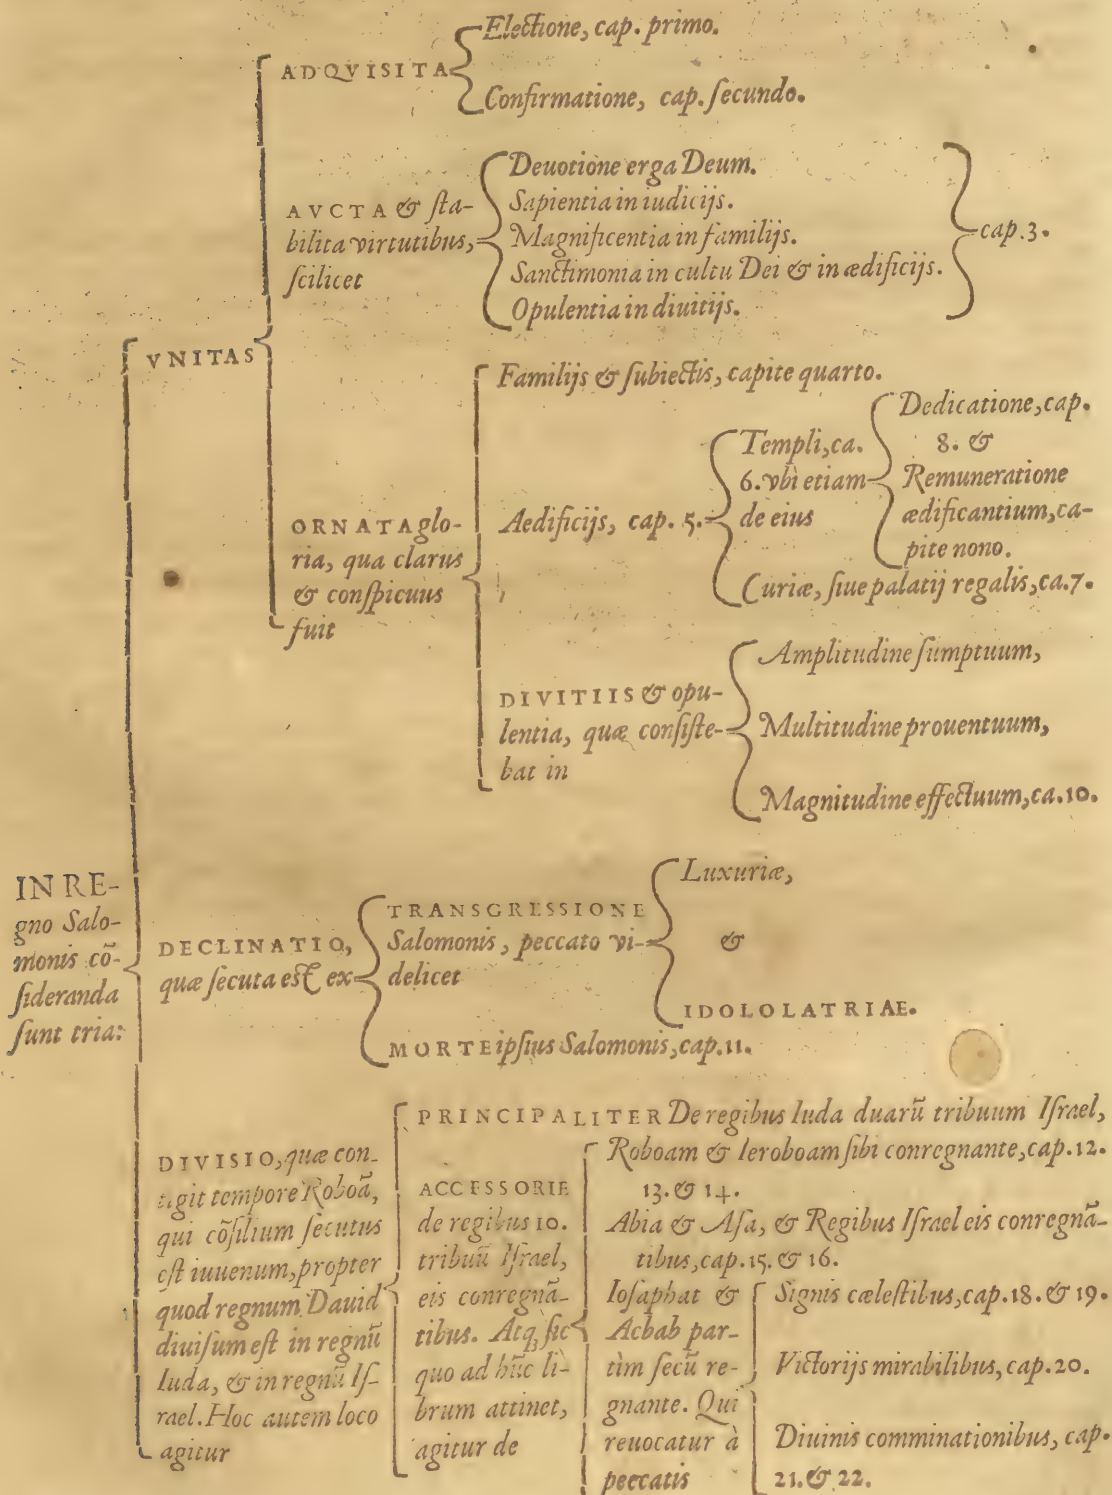 IN RE-
gno Salo-
monis cō-
ſideranda
ſunt tria:
VNITAS
ADQVISITA
Electione, cap. primo.
Confirmatione, cap. ſecundo.
AVCTA & ſta-
bilita virtutibus,
ſcilicet
Deuotione erga Deum.
Sapientia in iudicijs.
Magnificentia in familijs.
Sanctimonia in cultu Dei & in ædificijs.
Opulentia in diuitijs.
cap. 3.
ORNATA glo-
ria, qua clarus
& conſpicuus
fuit
Familijs & ſubiectis, capite quarto.
Aedificijs, cap. 5.
Templi, ca.
6. vbi etiam
de eius
Dedicatione, cap.
8. &
Remuneratione
ædificantium, ca-
pite nono.
Curiæ, ſiue palatij regalis, ca. 7.
DIVITIIS & opu-
lentia, quæ conſiſte-
bat in
Amplitudine ſumptuum,
Multitudine prouentuum,
Magnitudine effectuum, ca. 10.
DECLINATIO,
quæ ſecuta eſt ex
TRANSGRESSIONE
Salomonis, peccato vi-
delicet
Luxuriæ,
&
IDOLOLATRIAE.
MORTE ipſius Salomonis, cap. 11.
DIVISIO, quæ con-
tigit tempore Roboā,
qui cōſilium ſecutus
eſt iuuenum, propter
quod regnum Dauid
diuiſum eſt in regnū
Iuda, & in regnū Iſ-
rael. Hoc autem loco
agitur
PRINCIPALITER De regibus Iuda duarū tribuum Iſrael,
ACCESSORIE
de regibus 10.
tribuū Iſrael,
eis conregnā-
tibus. Atq; ſic
quo ad hūc li-
brum attinet,
agitur de
Roboam & Ieroboam ſibi conregnante, cap. 12.
13. & 14.
Abia & Aſa, & Regibus Iſrael eis conregnā-
tibus, cap. 15. & 16.
Ioſaphat &
Achab par-
tìm ſecū re-
gnante. Qui
reuocatur à
peccatis
Signis cæleſtibus, cap. 18. & 19.
Victorijs mirabilibus, cap. 20.
Diuinis comminationibus, cap.
21. & 22.